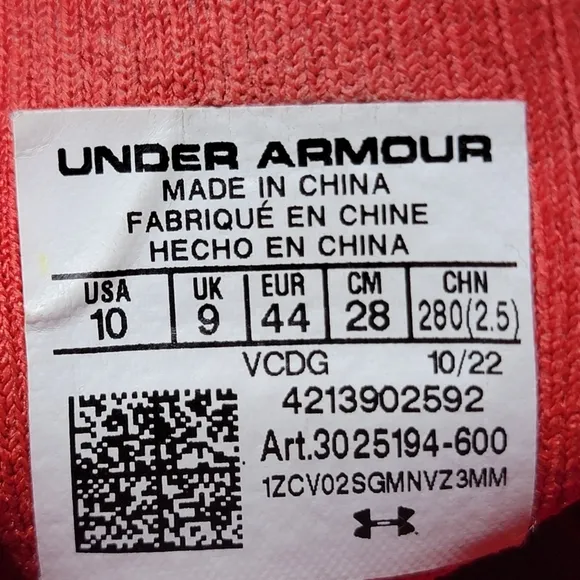 UNDER ARMOUR
MADE IN CHINA
FABRIQUÉ EN CHINE
HECHO EN CHINA
USA UK EUR CM CHN
10 9 44 28 280(2.5)
VCDG 10/22
4213902592
Art.3025194-600
1ZCV02SGMNVZ3MM